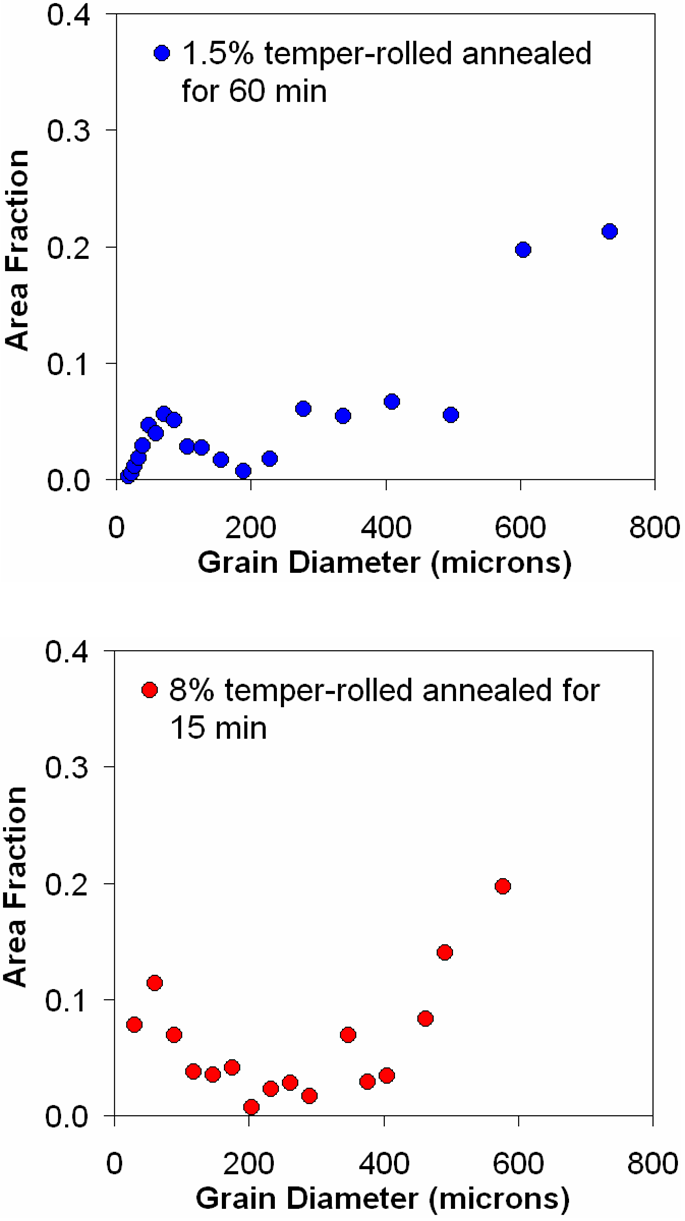 0.4
1.5% temper-rolled annealed
for 60 min
0.3
Area Fraction
0.2
0.1
0.0
0 200 400 600 800
Grain Diameter (microns)
0.4
8% temper-rolled annealed for
15 min
0.3
Area Fraction
0.2
0.1
0.0
0 200 400 600 800
Grain Diameter (microns)